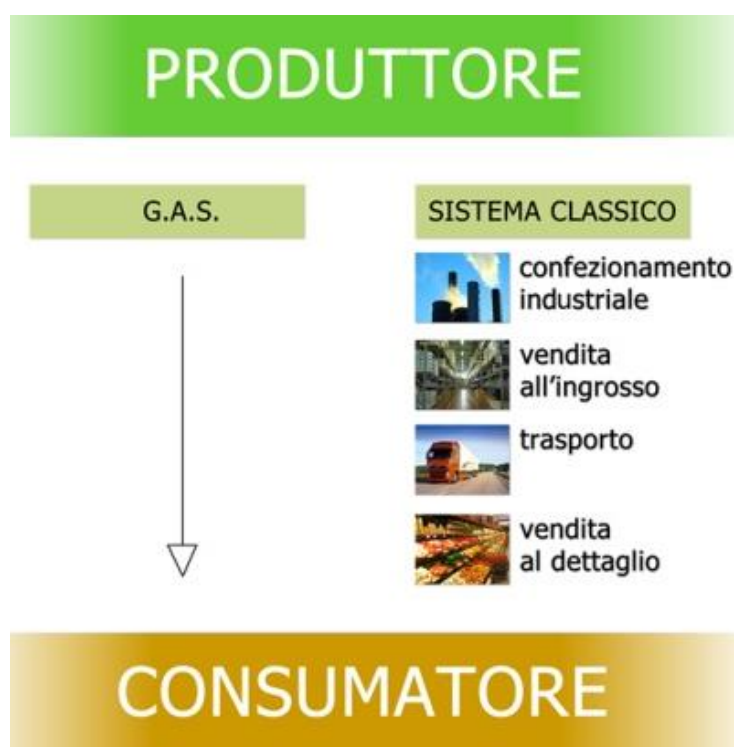 PRODUTTORE
G.A.S.
SISTEMA CLASSICO
confezionamento
industriale
vendita
all'ingrosso
trasporto
vendita
al dettaglio
CONSUMATORE